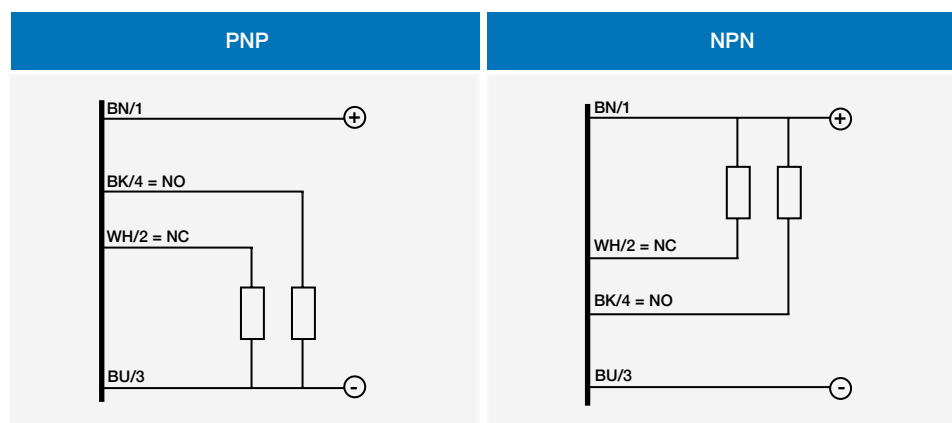 PNP
BN/1
+
BK/4 = NO
WH/2 = NC
BU/3
-
NPN
BN/1
+
WH/2 = NC
BK/4 = NO
BU/3
-